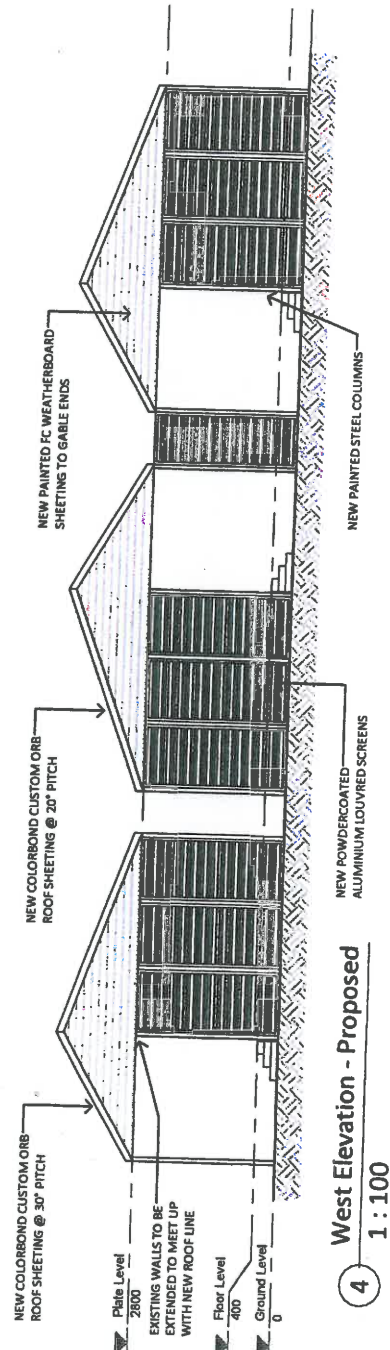 NEW COLORBOND CUSTOM ORB
ROOF SHEETING @ 30° PITCH
NEW COLORBOND CUSTOM ORB
ROOF SHEETING @ 20° PITCH
NEW PAINTED FC WEATHERBOARD
SHEETING TO GABLE ENDS
Plate Level
2800
EXISTING WALLS TO BE
EXTENDED TO MEET UP
WITH NEW ROOF LINE
Floor Level
400
Ground Level
0
NEW POWDERCOATED
ALUMINIUM LOUVRED SCREENS
NEW PAINTED STEEL COLUMNS
4
West Elevation - Proposed
1 : 100